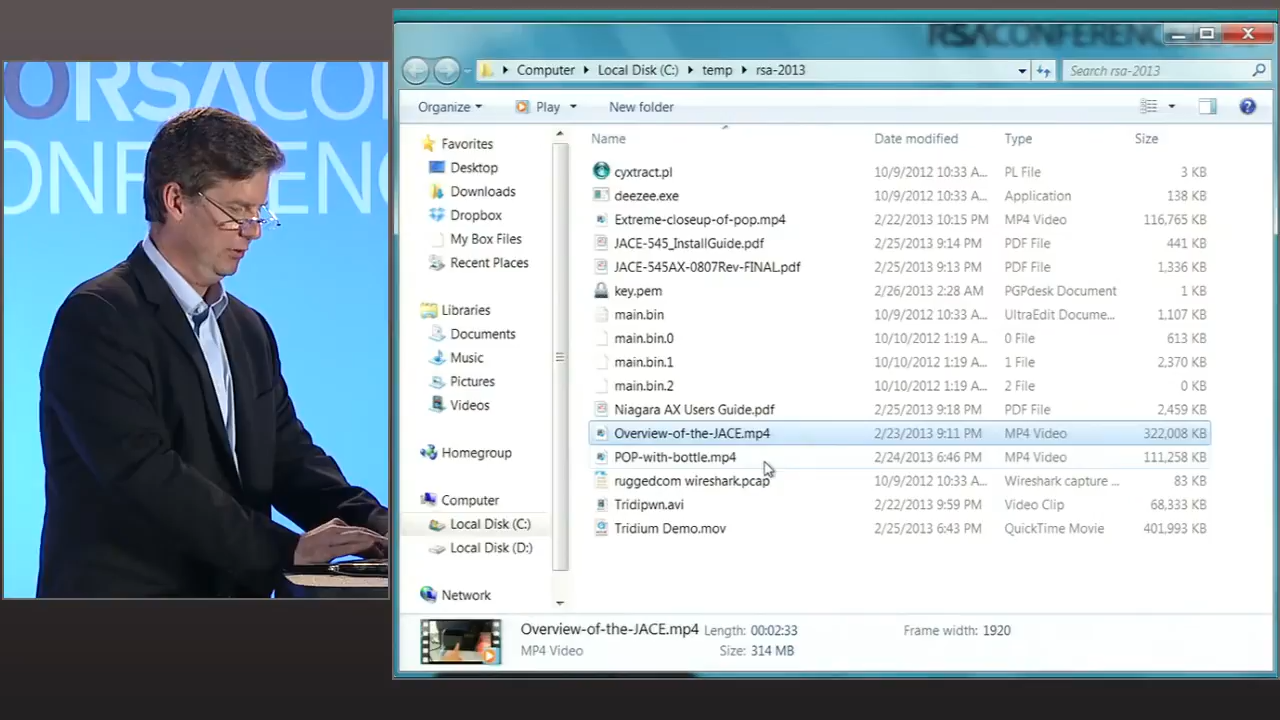 ORSACO
ONFERENC
RSACONFERENC
Computer Local Disk (C:) temp rsa-2013
Search rsa-2013
Organize Play New folder
Name Date modified Type Size
Favorites
Desktop
Downloads
Dropbox
My Box Files
Recent Places
Libraries
Documents
Music
Pictures
Videos
Homegroup
Computer
Local Disk (C:)
Local Disk (D:)
Network
cyxtract.pl 10/9/2012 10:33 A... PL File 3 KB
deezee.exe 10/9/2012 10:33 A... Application 138 KB
Extreme-closeup-of-pop.mp4 2/22/2013 10:15 PM MP4 Video 116,765 KB
JACE-545_InstallGuide.pdf 2/25/2013 9:14 PM PDF File 441 KB
JACE-545AX-0807Rev-FINAL.pdf 2/25/2013 9:13 PM PDF File 1,336 KB
key.pem 2/26/2013 2:28 AM PGPdesk Document 1 KB
main.bin 10/9/2012 10:33 A... UltraEdit Docume... 1,107 KB
main.bin.0 10/10/2012 1:19 A... 0 File 613 KB
main.bin.1 10/10/2012 1:19 A... 1 File 2,370 KB
main.bin.2 10/10/2012 1:19 A... 2 File 0 KB
Niagara AX Users Guide.pdf 2/25/2013 9:18 PM PDF File 2,459 KB
Overview-of-the-JACE.mp4 2/23/2013 9:11 PM MP4 Video 322,008 KB
POP-with-bottle.mp4 2/24/2013 6:46 PM MP4 Video 111,258 KB
ruggedcom wireshark.pcap 10/9/2012 10:33 A... Wireshark capture ... 83 KB
Tridipwn.avi 2/22/2013 9:59 PM Video Clip 68,333 KB
Tridium Demo.mov 2/25/2013 6:43 PM QuickTime Movie 401,993 KB
Overview-of-the-JACE.mp4 Length: 00:02:33 Frame width: 1920
MP4 Video Size: 314 MB